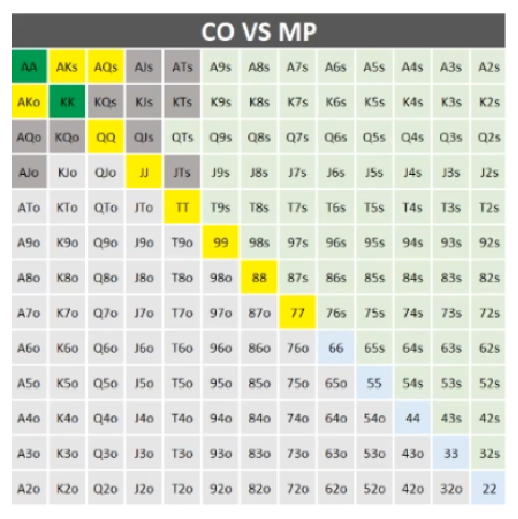 CO VS MP
AA AKs AQs AJs ATs A9s A8s A7s A6s A5s A4s A3s A2s
AKo KK KQs KJs KTs K9s K8s K7s K6s K5s K4s K3s K2s
AQo KQo QQ QJs QTs Q9s Q8s Q7s Q6s Q5s Q4s Q3s Q2s
AJo KJo QJo JJ JTs J9s J8s J7s J6s J5s J4s J3s J2s
ATo KTo QTo JTo TT T9s T8s T7s T6s T5s T4s T3s T2s
A9o K9o Q9o J9o T9o 99 98s 97s 96s 95s 94s 93s 92s
A8o K8o Q8o J8o T8o 98o 88 87s 86s 85s 84s 83s 82s
A7o K7o Q7o J7o T7o 97o 87o 77 76s 75s 74s 73s 72s
A6o K6o Q6o J6o T6o 96o 86o 76o 66 65s 64s 63s 62s
A5o K5o Q5o J5o T5o 95o 85o 75o 65o 55 54s 53s 52s
A4o K4o Q4o J4o T4o 94o 84o 74o 64o 54o 44 43s 42s
A3o K3o Q3o J3o T3o 93o 83o 73o 63o 53o 43o 33 32s
A2o K2o Q2o J2o T2o 92o 82o 72o 62o 52o 42o 32o 22